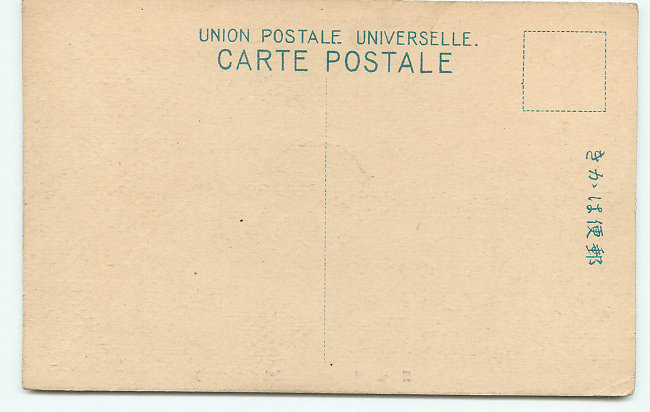 UNION POSTALE UNIVERSELLE.
CARTE POSTALE
きかは便郵